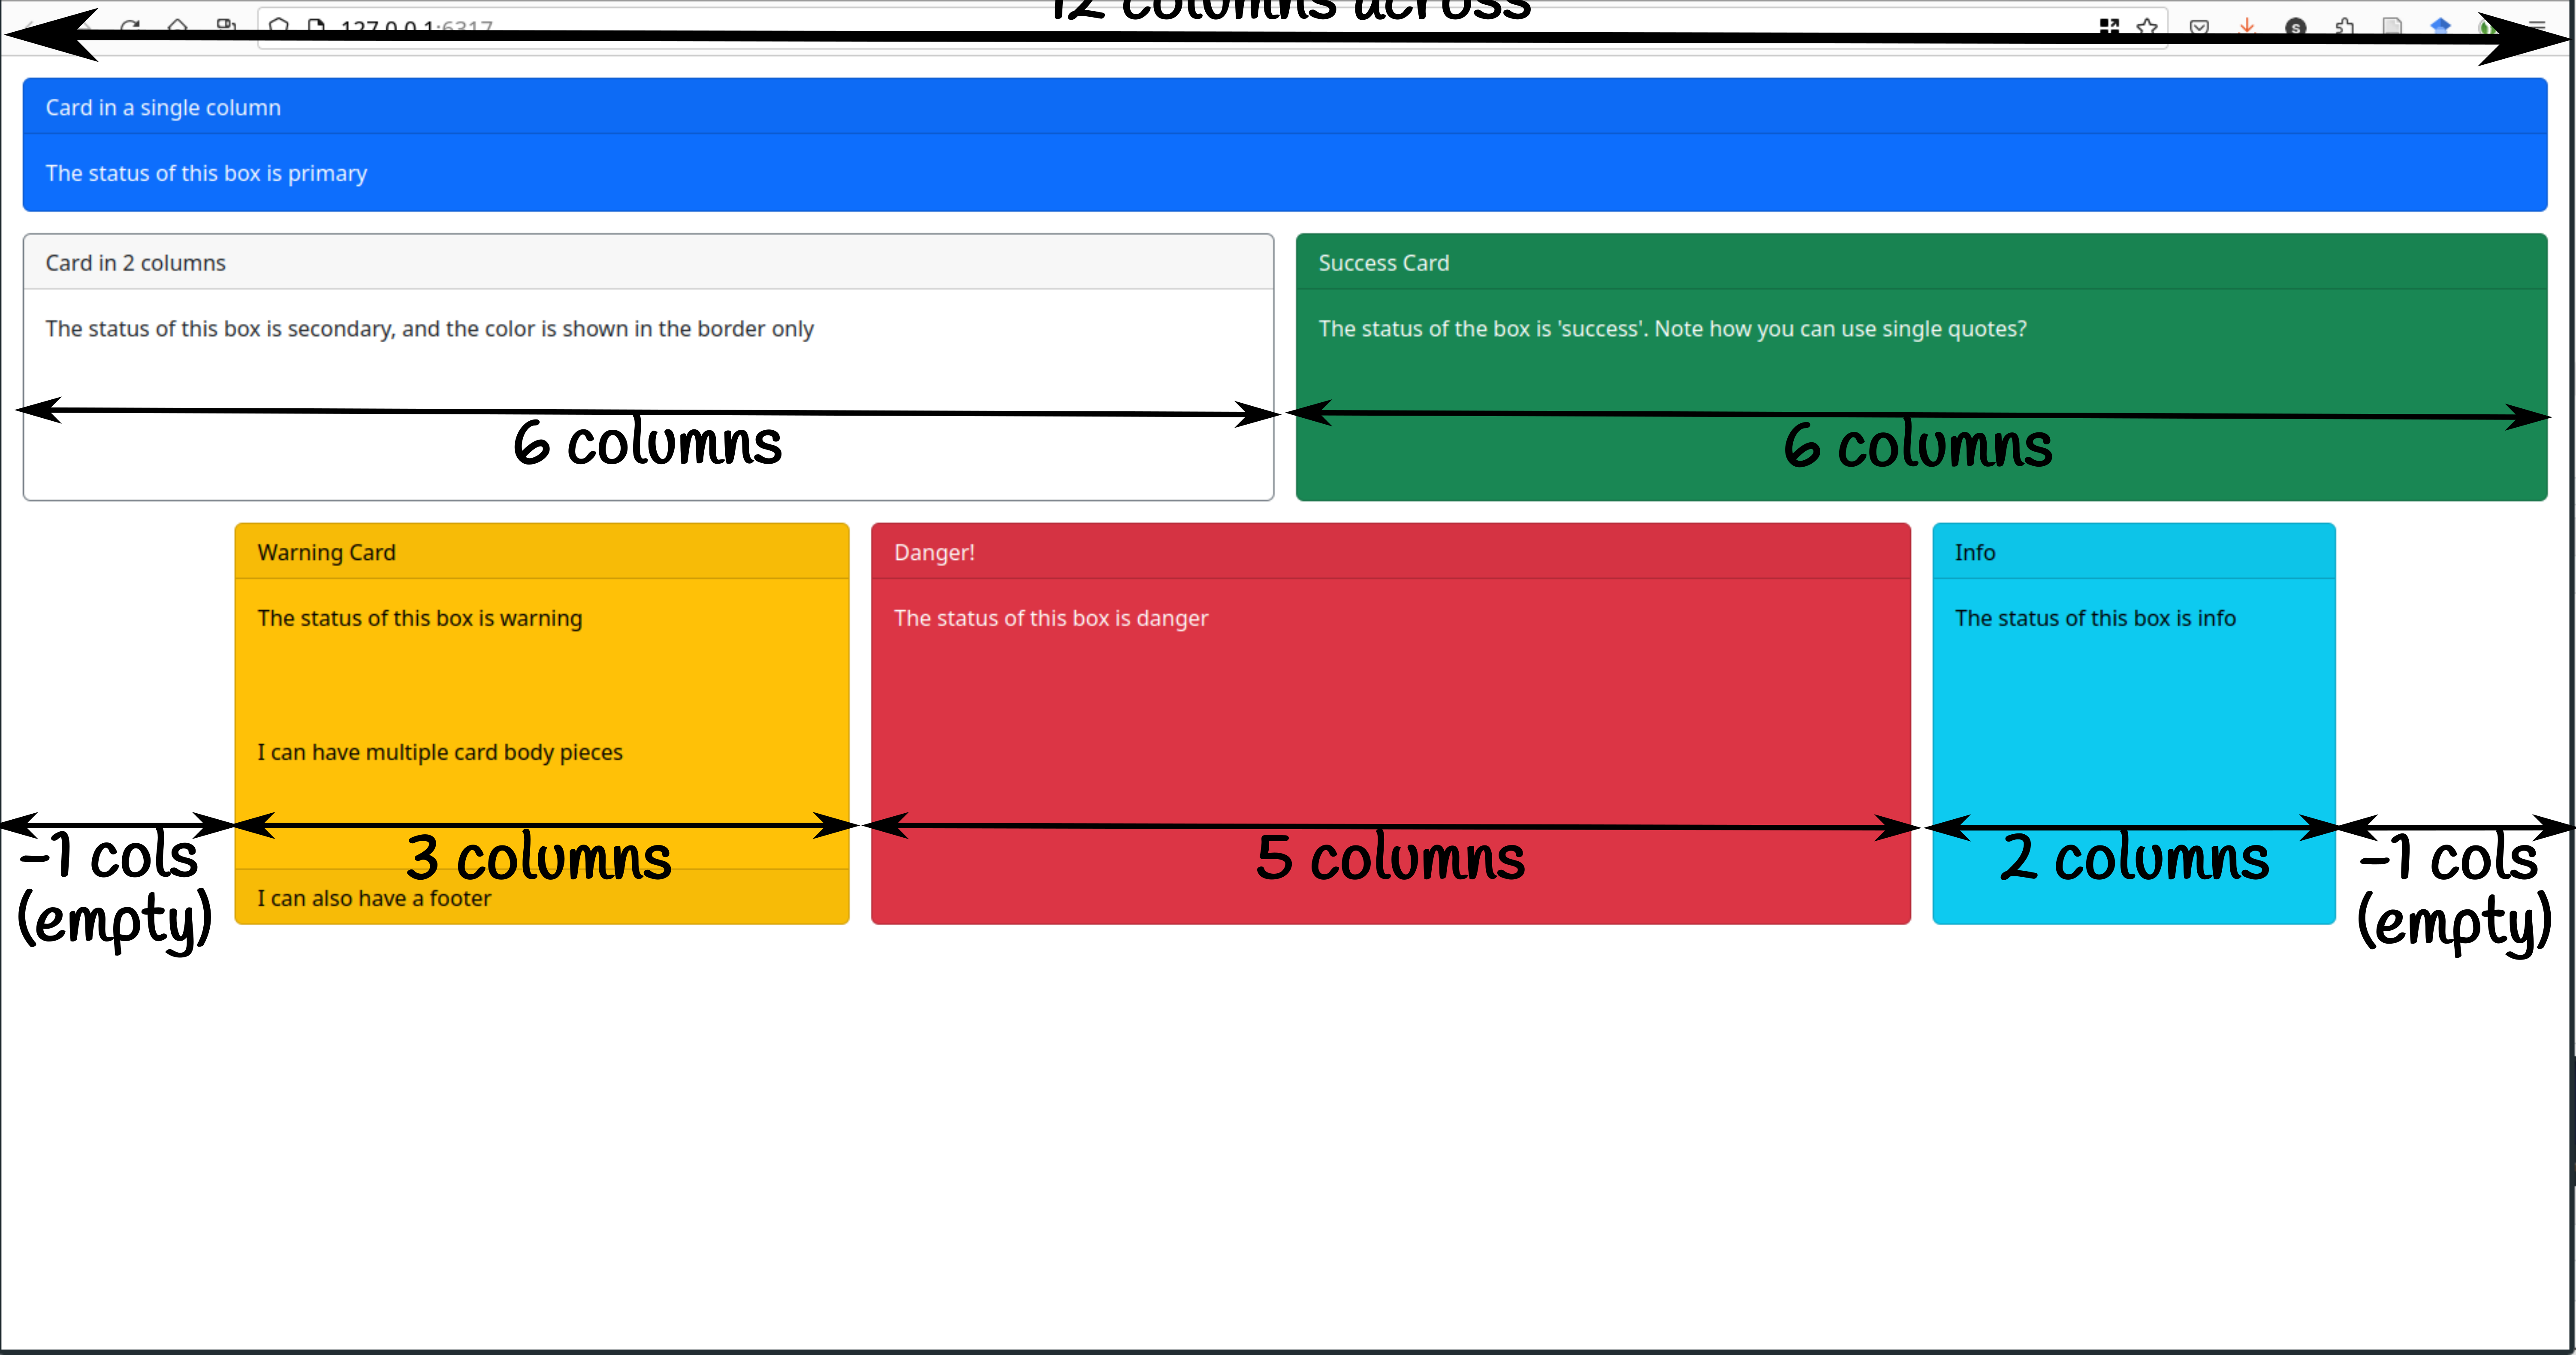 12 columns across
127.0.0.1:6317
Card in a single column
The status of this box is primary
Card in 2 columns
The status of this box is secondary, and the color is shown in the border only
6 columns
Success Card
The status of the box is 'success'. Note how you can use single quotes?
6 columns
-1 cols
(empty)
Warning Card
The status of this box is warning
I can have multiple card body pieces
3 columns
I can also have a footer
Danger!
The status of this box is danger
5 columns
Info
The status of this box is info
2 columns
-1 cols
(empty)